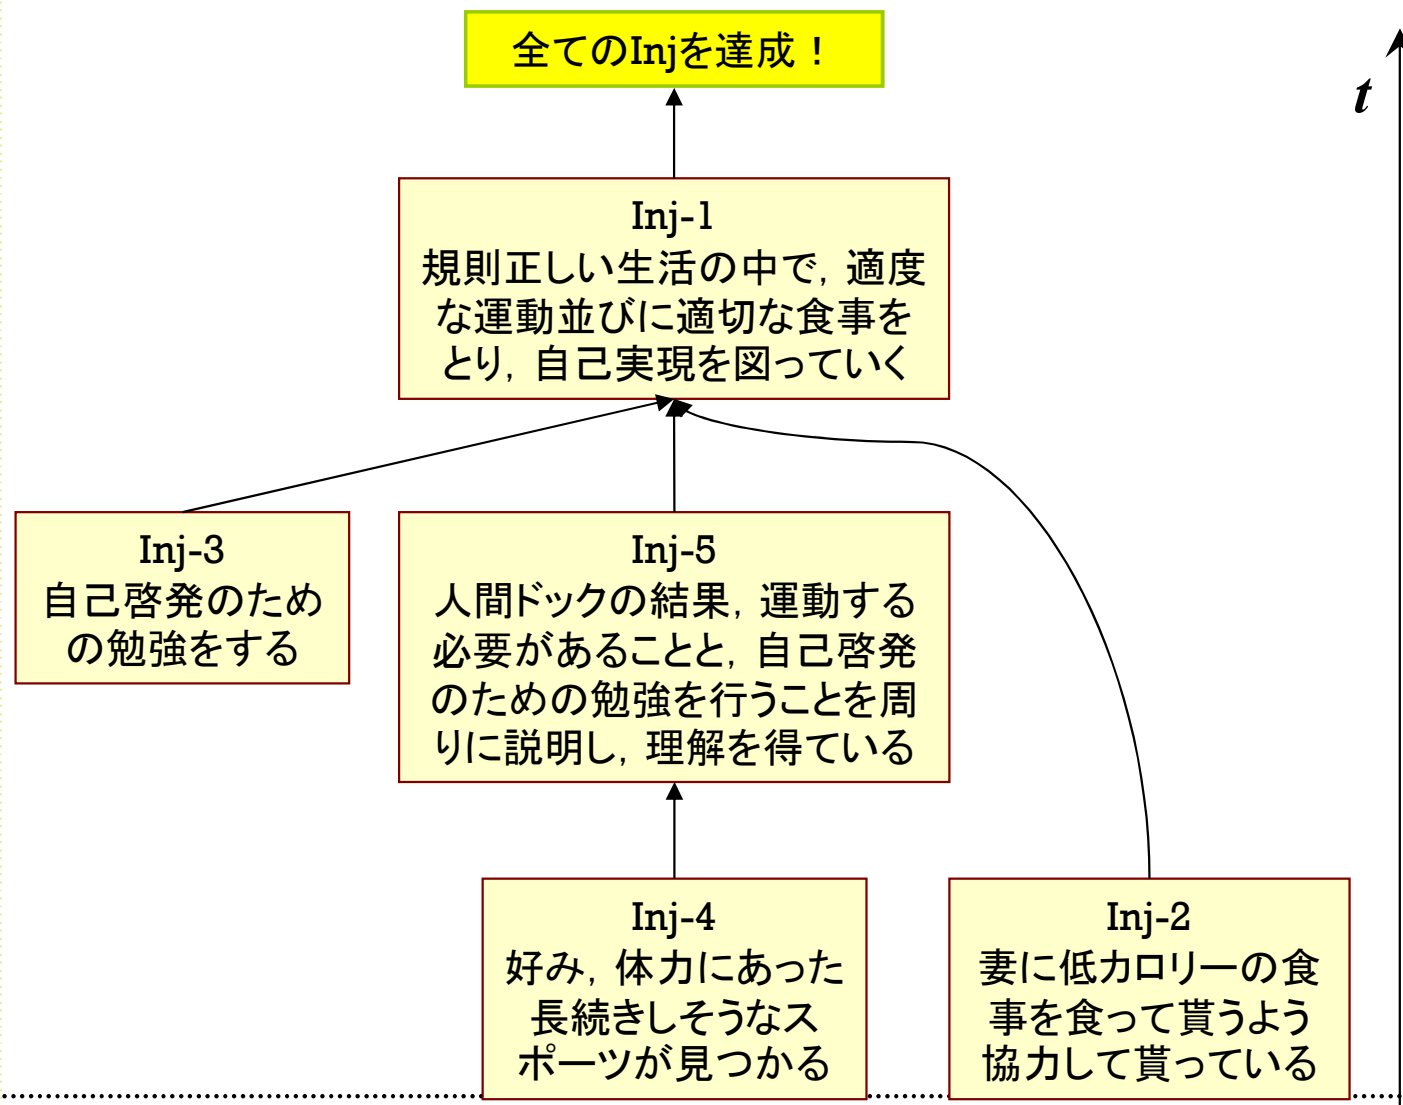 全てのInjを達成！
t
Inj-1
規則正しい生活の中で, 適度
な運動並びに適切な食事を
とり, 自己実現を図っていく
Inj-3
自己啓発のため
の勉強をする
Inj-5
人間ドックの結果, 運動する
必要があることと, 自己啓発
のための勉強を行うことを周
りに説明し, 理解を得ている
Inj-4
好み, 体力にあった
長続きしそうなス
ポーツが見つかる
Inj-2
妻に低カロリーの食
事を食って貰うよう
協力して貰っている